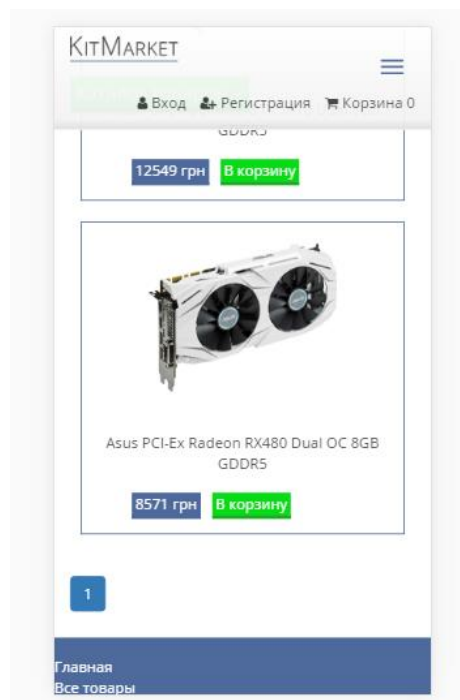 KITMARKET
Вход Регистрация Корзина 0
GDDR5
12549 грн В корзину
Asus PCI-Ex Radeon RX480 Dual OC 8GB
GDDR5
8571 грн В корзину
1
Главная
Все товары